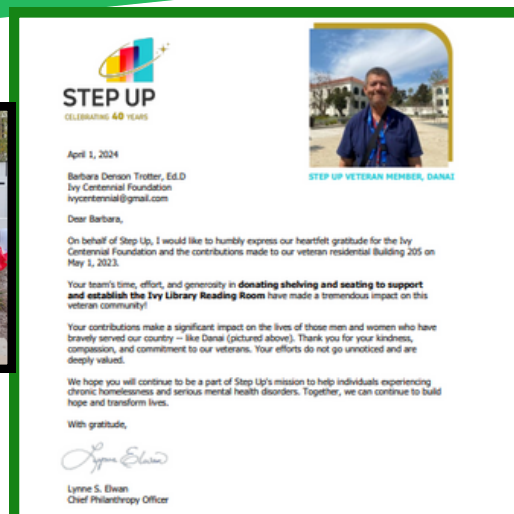 STEP UP
CELEBRATING 40 YEARS
STEP UP VETERAN MEMBER, DANAI
April 1, 2024
Barbara Denson Trotter, Ed.D
Ivy Centennial Foundation
ivycentennial@gmail.com
Dear Barbara,
On behalf of Step Up, I would like to humbly express our heartfelt gratitude for the Ivy
Centennial Foundation and the contributions made to our veteran residential Building 205 on
May 1, 2023.
Your team's time, effort, and generosity in donating shelving and seating to support
and establish the Ivy Library Reading Room have made a tremendous impact on this
veteran community!
Your contributions make a significant impact on the lives of those men and women who have
bravely served our country -- like Danai (pictured above). Thank you for your kindness,
compassion, and commitment to our veterans. Your efforts do not go unnoticed and are
deeply valued.
We hope you will continue to be a part of Step Up's mission to help individuals experiencing
chronic homelessness and serious mental health disorders. Together, we can continue to build
hope and transform lives.
With gratitude,
Lynne Elwan
Lynne S. Elwan
Chief Philanthropy Officer